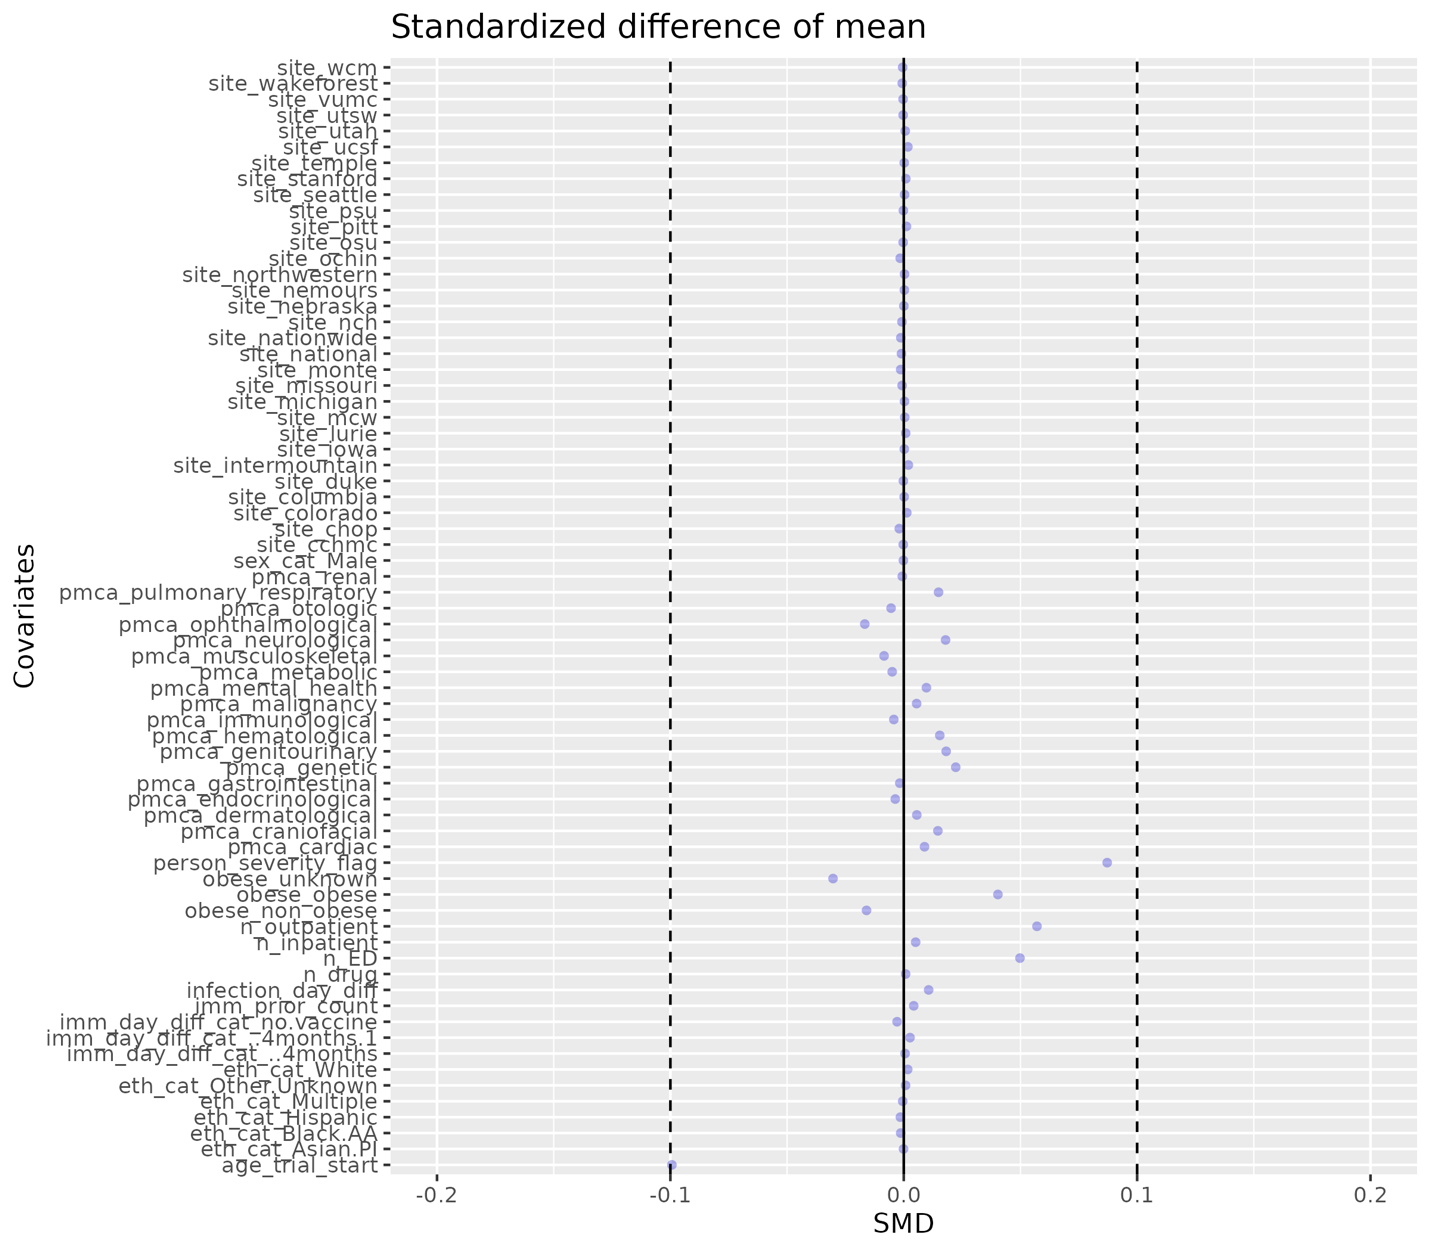 Standardized difference of mean
site_wcm
site_wakeforest
site_vumc
site_utsw
site_utah
site_ucsf
site_temple
site_stanford
site_seattle
site_psu
site_pitt
site_osu
site_ochin
site_northwestern
site_nemours
site_nebraska
site_nch
site_nationwide
site_national
site_monte
site_missouri
site_michigan
site_mcw
site_lurie
site_iowa
site_intermountain
site_duke
site_columbia
site_colorado
site_chop
site_cchmc
sex_cat_Male
pmca_renal
pmca_pulmonary_respiratory
pmca_otologic
pmca_ophthalmological
pmca_neurological
pmca_musculoskeletal
pmca_metabolic
pmca_mental_health
pmca_malignancy
pmca_immunological
pmca_hematological
pmca_genitourinary
pmca_genetic
pmca_gastrointestinal
pmca_endocrinological
pmca_dermatological
pmca_craniofacial
pmca_cardiac
person_severity_flag
obese_unknown
obese_obese
obese_non_obese
n_outpatient
n_inpatient
n_ED
n_drug
infection_day_diff
imm_prior_count
imm_day_diff_cat_no.vaccine
imm_day_diff_cat_..4months.1
imm_day_diff_cat_..4months
eth_cat_White
eth_cat_Other.Unknown
eth_cat_Multiple
eth_cat_Hispanic
eth_cat_Black.AA
eth_cat_Asian.PI
age_trial_start
Covariates
-0.2 -0.1 0.0 0.1 0.2
SMD